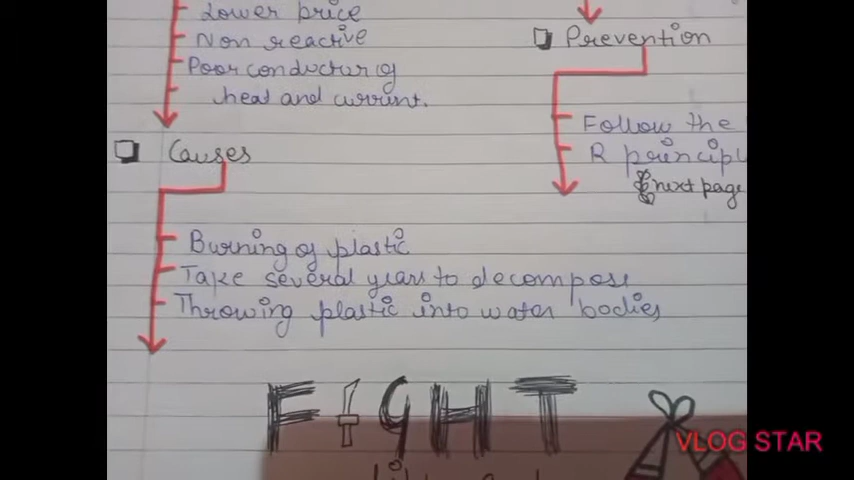 Lower price
Non reactive
Poor conductor of
heat and current.
Causes
Burning of plastic
Take several years to decompose
Throwing plastic into water bodies
Prevention
Follow the
R
next page
FIGHT
VLOG STAR